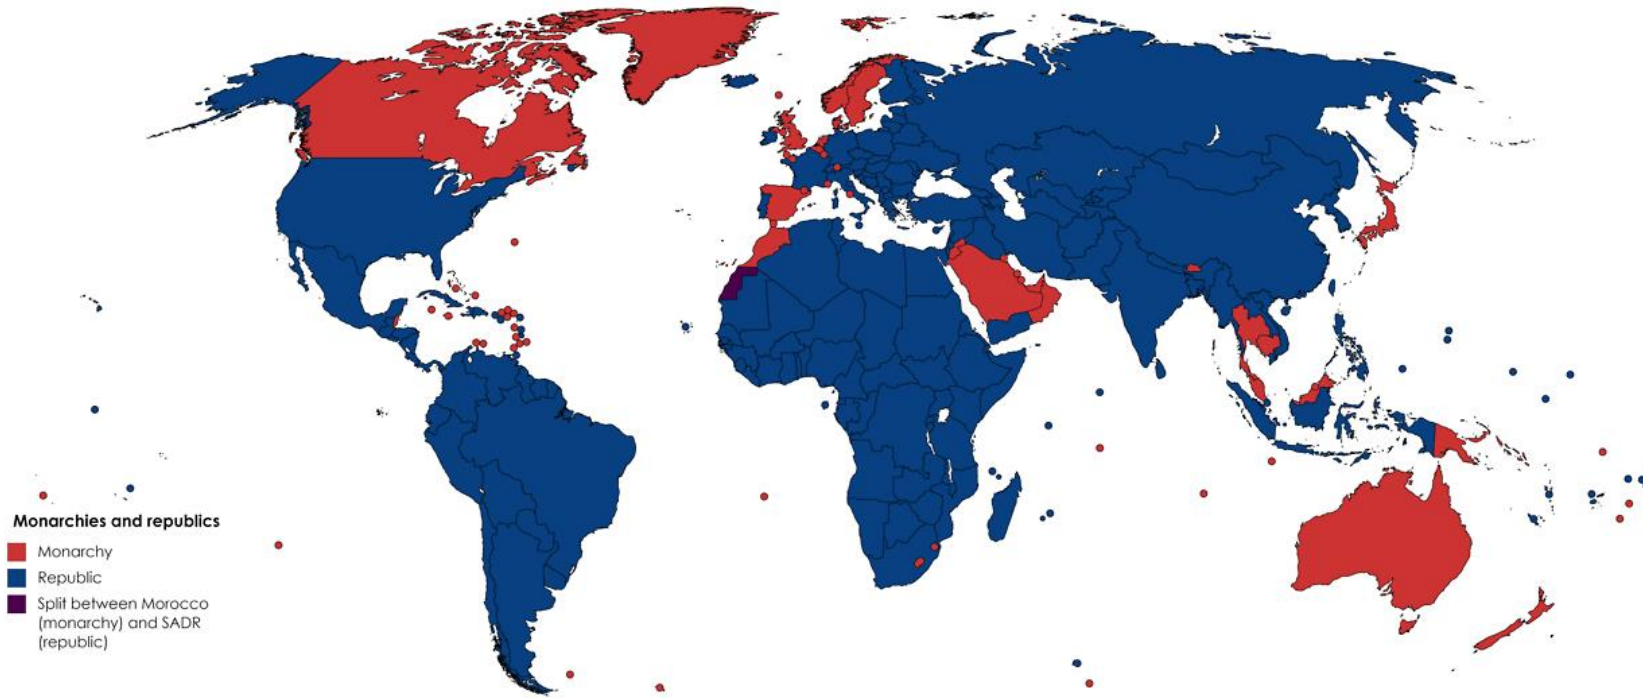 Monarchies and republics
Monarchy
Republic
Split between Morocco
(monarchy) and SADR
(republic)